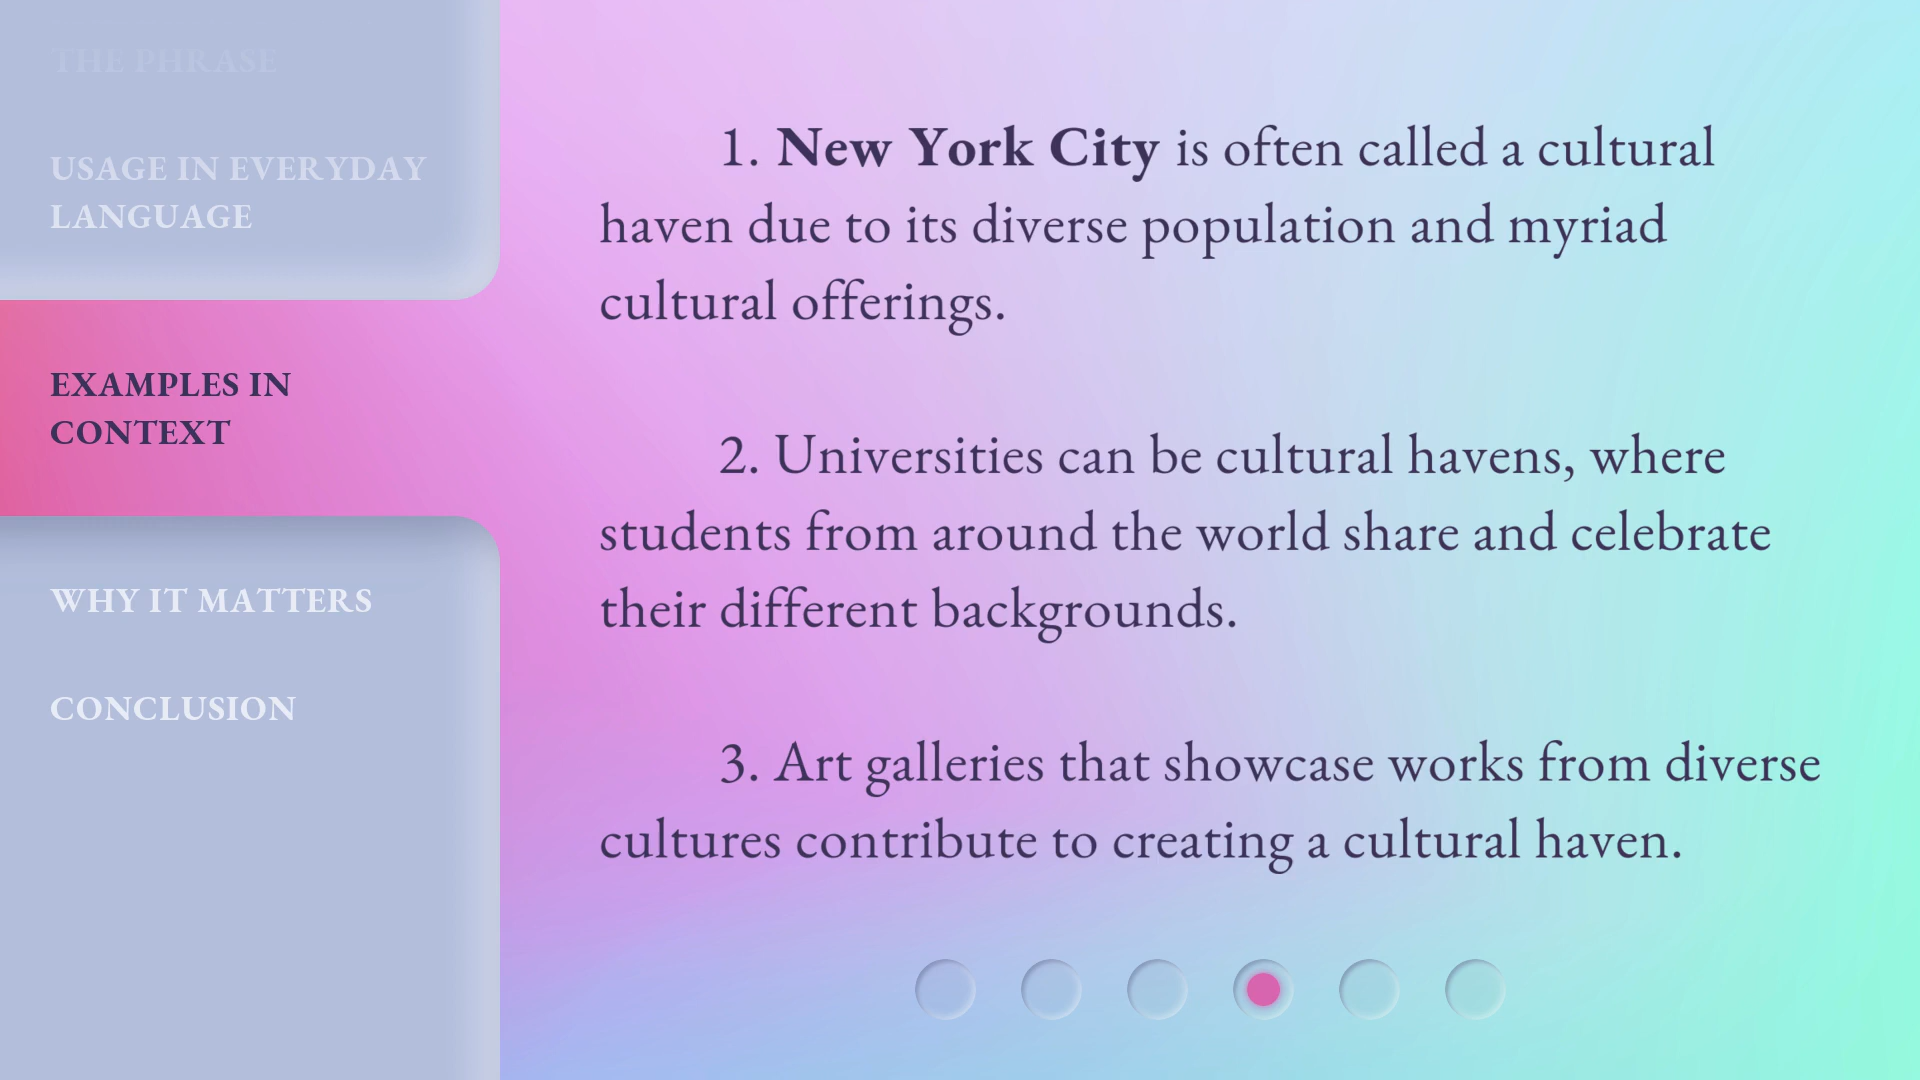 THE PHRASE
USAGE IN EVERYDAY
LANGUAGE
EXAMPLES IN
CONTEXT
WHY IT MATTERS
CONCLUSION
1. New York City is often called a cultural
haven due to its diverse population and myriad
cultural offerings.
2. Universities can be cultural havens, where
students from around the world share and celebrate
their different backgrounds.
3. Art galleries that showcase works from diverse
cultures contribute to creating a cultural haven.